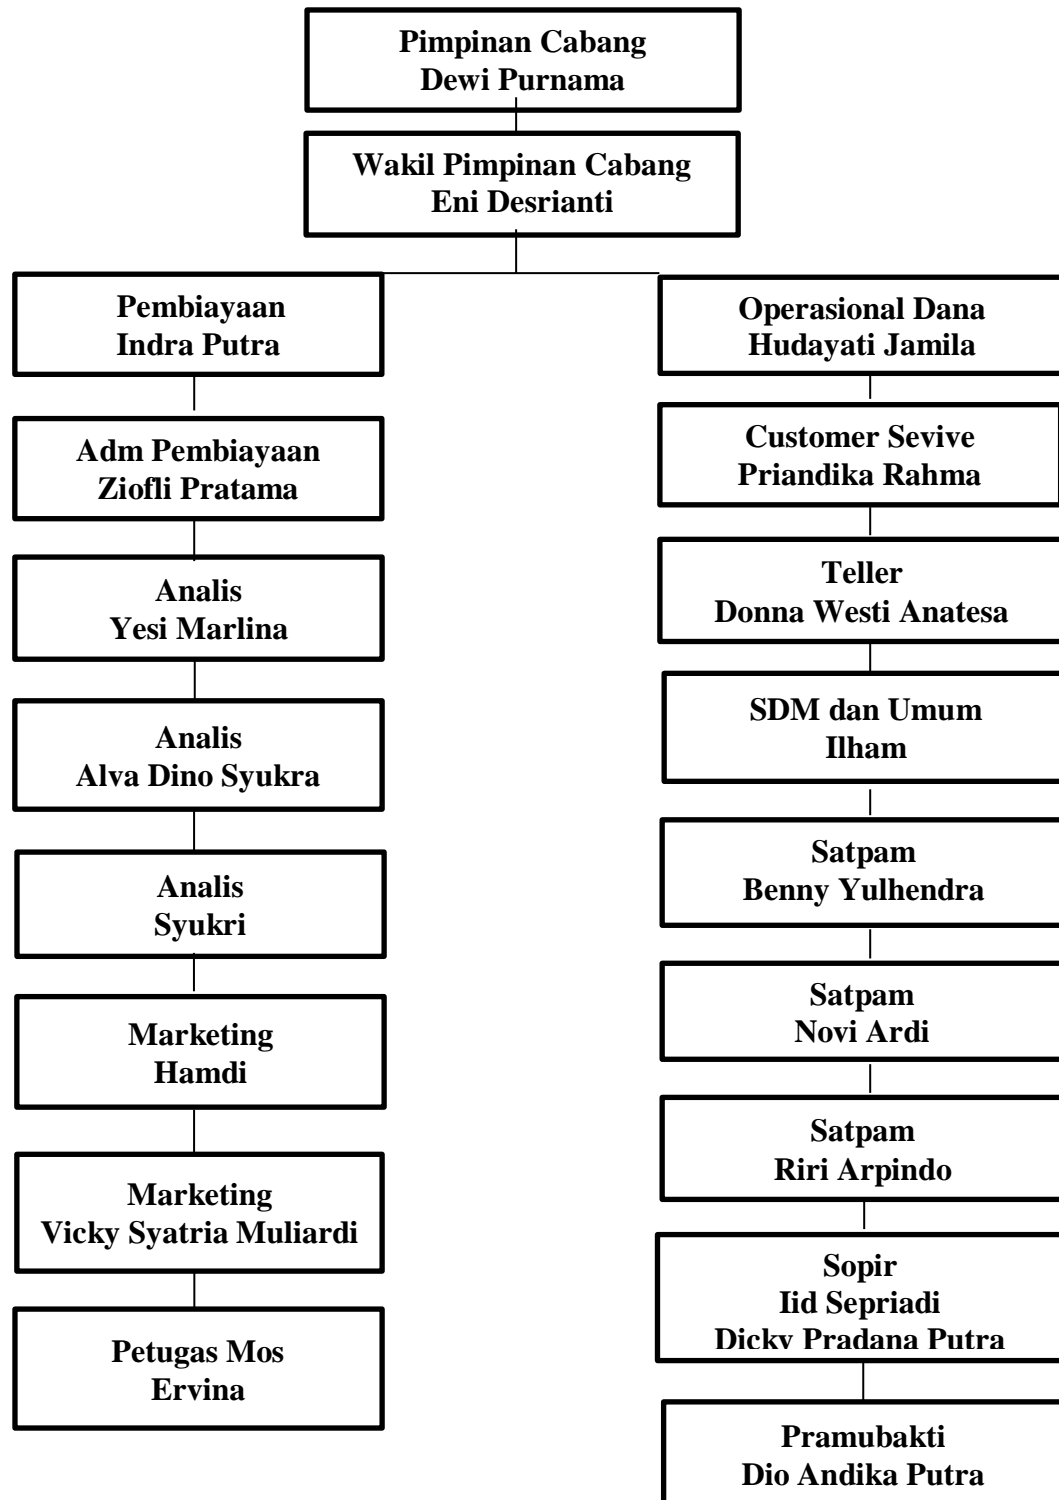 Pimpinan Cabang
Dewi Purnama
Wakil Pimpinan Cabang
Eni Desrianti
Pembiayaan
Indra Putra
Adm Pembiayaan
Ziofli Pratama
Analis
Yesi Marlina
Analis
Alva Dino Syukra
Analis
Syukri
Marketing
Hamdi
Marketing
Vicky Syatria Muliardi
Petugas Mos
Ervina
Operasional Dana
Hudayati Jamila
Customer Sevive
Priandika Rahma
Teller
Donna Westi Anatesa
SDM dan Umum
Ilham
Satpam
Benny Yulhendra
Satpam
Novi Ardi
Satpam
Riri Arpindo
Sopir
Iid Sepriadi
Dicky Pradana Putra
Pramubakti
Dio Andika Putra